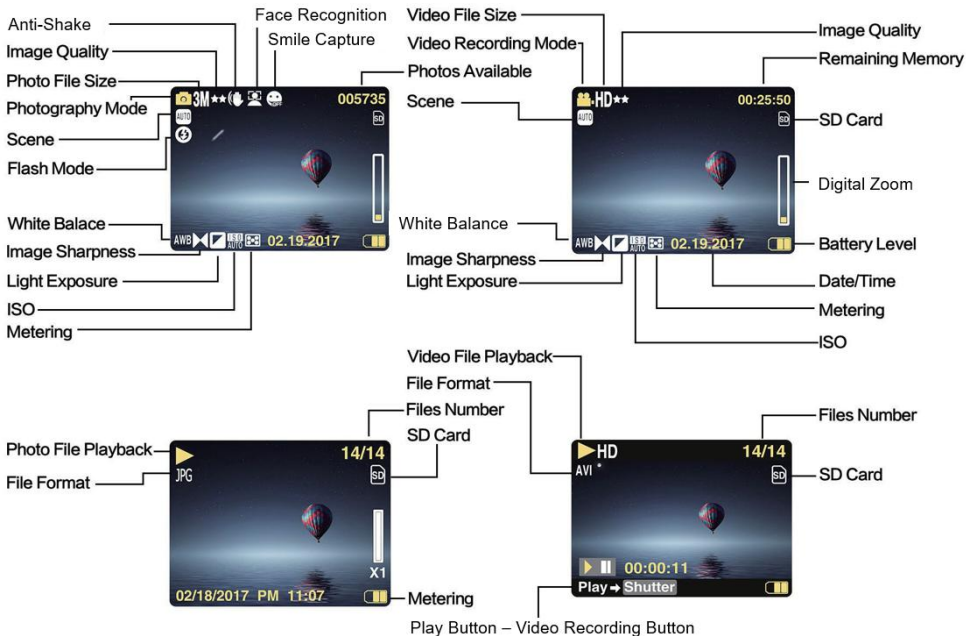 Anti-Shake
Image Quality
Photo File Size
Photography Mode
Scene
Flash Mode
White Balace
Image Sharpness
Light Exposure
ISO
Metering
Face Recognition
Smile Capture
Photos Available
3M
005735
AUTO
SD
AWB
ISO
AUTO
02.19.2017
Video File Size
Video Recording Mode
Scene
White Balance
Image Sharpness
Light Exposure
HD
00:25:50
AUTO
SD
AWB
ISO
AUTO
02.19.2017
Image Quality
Remaining Memory
SD Card
Digital Zoom
Battery Level
Date/Time
Metering
ISO
Photo File Playback
File Format
Files Number
SD Card
14/14
JPG
SD
X1
02/18/2017 PM 11:07
Metering
Video File Playback
File Format
HD
14/14
AVI
SD
00:00:11
Play → Shutter
Files Number
SD Card
Play Button – Video Recording Button